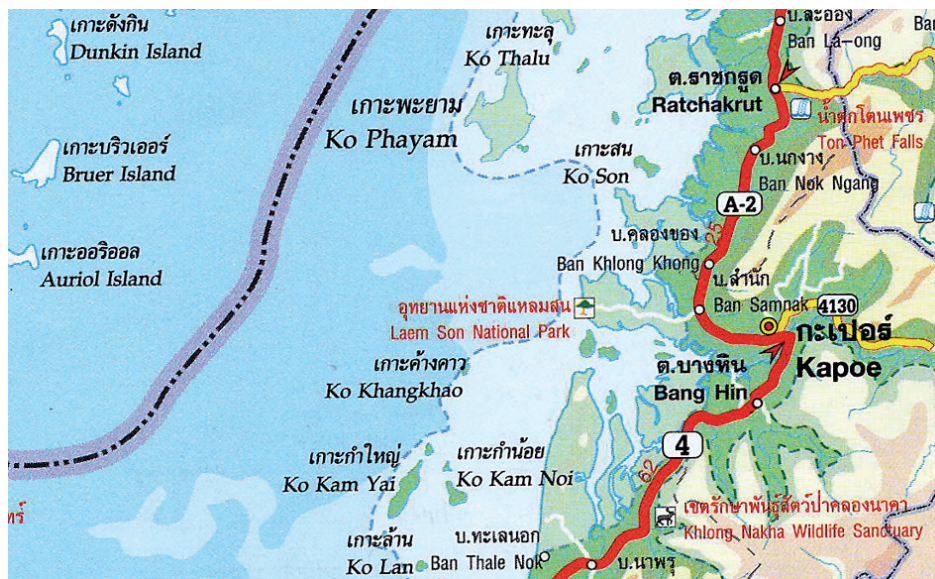 เกาะดังกิน
Dunkin Island
เกาะทะลุ
Ko Thalu
บ.ละออง
Ban La-ong
Ban
ต.ราชกรูด
Ratchakrut
เกาะพะยาม
Ko Phayam
น้ำตกโตนเพชร
Ton Phet Falls
เกาะบริวเออร์
Bruer Island
เกาะสน
Ko Son
บ.นกงาง
Ban Nok Ngang
A-2
25
บ.คลองของ
Ban Khlong Khong
เกาะออริออล
Auriol Island
บ.สำนัก
Ban Samnak
4130
อุทยานแห่งชาติแหลมสน
Laem Son National Park
กะเปอร์
Kapoe
เกาะค้างคาว
Ko Khangkhao
ต.บางหิน
Bang Hin
4
62
เกาะกำใหญ่
Ko Kam Yai
เกาะกำน้อย
Ko Kam Noi
เขตรักษาพันธุ์สัตว์ป่าคลองนาคา
Khlong Nakha Wildlife Sanctuary
ทร์
เกาะล้าน
Ko Lan
บ.ทะเลนอก
Ban Thale Nok
บ.นาพรุ